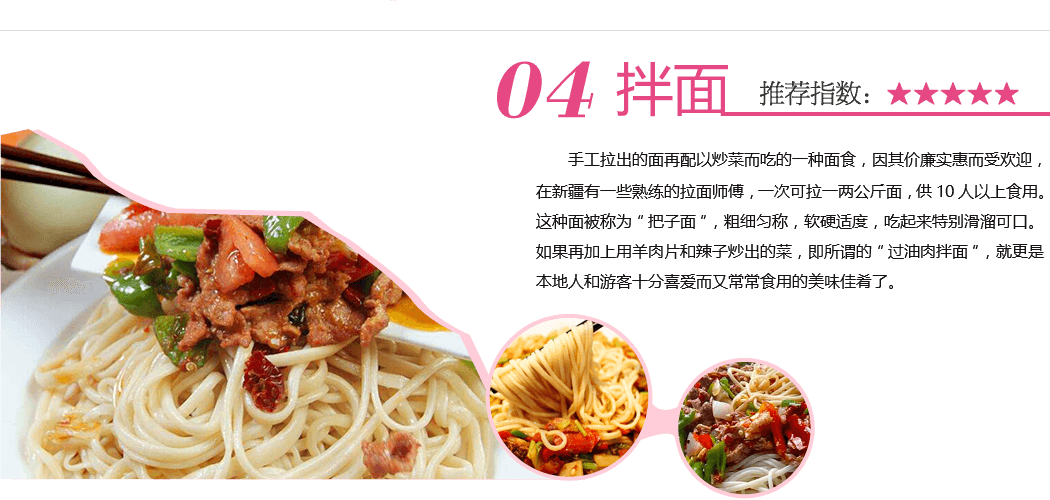 04 拌面 推荐指数：★★★★★
手工拉出的面再配以炒菜而吃的一种面食，因其价廉实惠而受欢迎，
在新疆有一些熟练的拉面师傅，一次可拉一两公斤面，供 10 人以上食用。
这种面被称为 " 把子面 "，粗细匀称，软硬适度，吃起来特别滑溜可口。
如果再加上用羊肉片和辣子炒出的菜，即所谓的 " 过油肉拌面 "，就更是
本地人和游客十分喜爱而又常常食用的美味佳肴了。